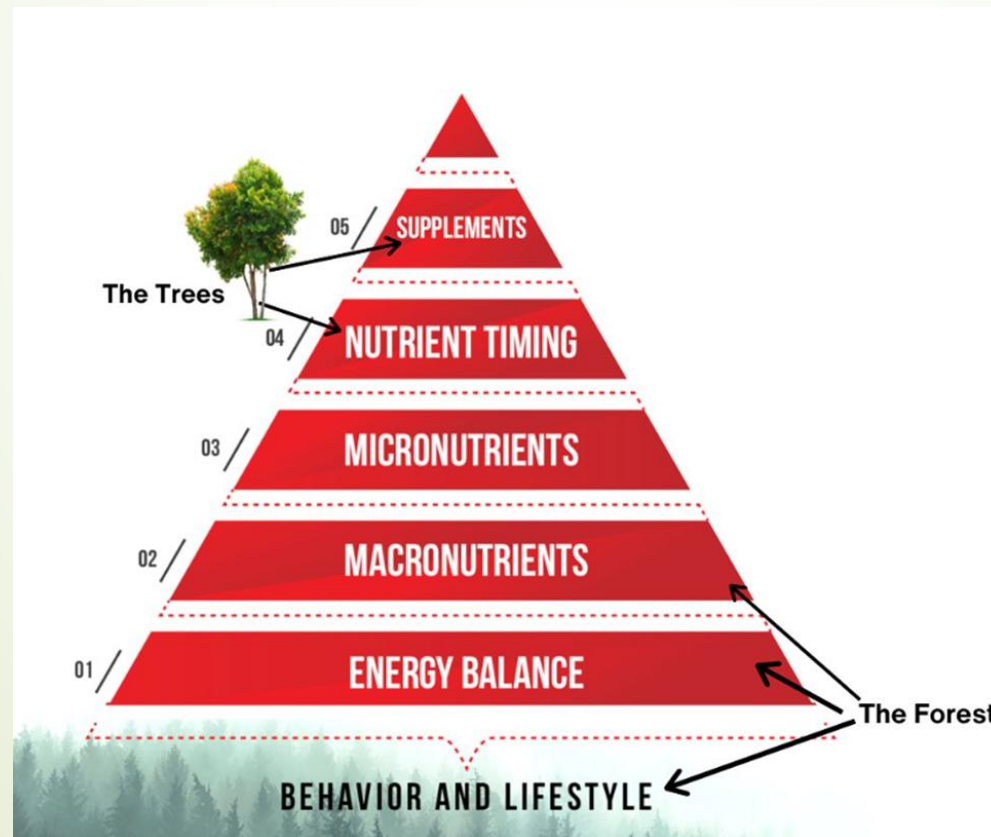 05
SUPPLEMENTS
The Trees
04
NUTRIENT TIMING
03
MICRONUTRIENTS
02
MACRONUTRIENTS
01
ENERGY BALANCE
The Forest
BEHAVIOR AND LIFESTYLE